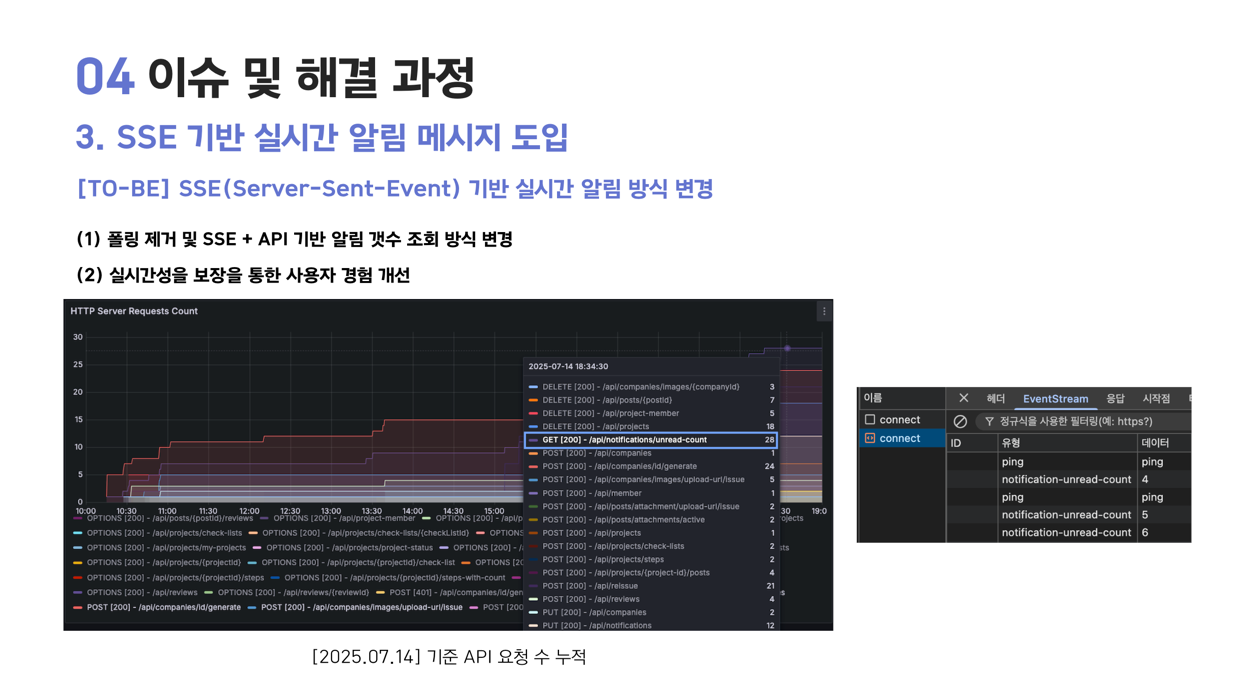 04 이슈 및 해결 과정
3. SSE 기반 실시간 알림 메시지 도입
[TO-BE] SSE(Server-Sent-Event) 기반 실시간 알림 방식 변경
(1) 폴링 제거 및 SSE + API 기반 알림 갯수 조회 방식 변경
(2) 실시간성을 보장을 통한 사용자 경험 개선
HTTP Server Requests Count
30
25
20
15
10
5
0
10:00 10:30 11:00 11:30 12:00 12:30 13:00 13:30 14:00 14:30 15:00 30 19:0
2025-07-14 18:34:30
DELETE [200] - /api/companies/images/{companyId} 3
DELETE [200] - /api/posts/{postId} 7
DELETE [200] - /api/project-member 5
DELETE [200] - /api/projects 18
GET [200] - /api/notifications/unread-count 28
POST [200] - /api/companies 1
POST [200] - /api/companies/id/generate 24
POST [200] - /api/companies/images/upload-url/issue 5
POST [200] - /api/member 1
POST [200] - /api/posts/attachment/upload-url/issue 2
POST [200] - /api/posts/attachments/active 2
POST [200] - /api/projects 1
POST [200] - /api/projects/check-lists 2
POST [200] - /api/projects/steps 2
POST [200] - /api/projects/{project-id}/posts 4
POST [200] - /api/reissue 21
POST [200] - /api/reviews 4
PUT [200] - /api/companies 2
PUT [200] - /api/notifications 12
OPTIONS [200] - /api/posts/{postId}/reviews OPTIONS [200] - /api/project-member OPTIONS [200] - /api/p ojects
OPTIONS [200] - /api/projects/check-lists OPTIONS [200] - /api/projects/check-lists/{checkListId} OPTIONS [200]
OPTIONS [200] - /api/projects/my-projects OPTIONS [200] - /api/projects/project-status OPTIONS [200] - / ts
OPTIONS [200] - /api/projects/{projectId} OPTIONS [200] - /api/projects/{projectId}/check-list OPTIONS [200
OPTIONS [200] - /api/projects/{projectId}/steps OPTIONS [200] - /api/projects/{projectId}/steps-with-count
OPTIONS [200] - /api/reviews OPTIONS [200] - /api/reviews/{reviewId} POST [401] - /api/companies/id/gen s
POST [200] - /api/companies/id/generate POST [200] - /api/companies/images/upload-url/issue POST [200
이름
connect
connect
헤더 EventStream 응답 시작점
정규식을 사용한 필터링(예: https?)
ID 유형 데이터
ping ping
notification-unread-count 4
ping ping
notification-unread-count 5
notification-unread-count 6
[2025.07.14] 기준 API 요청 수 누적